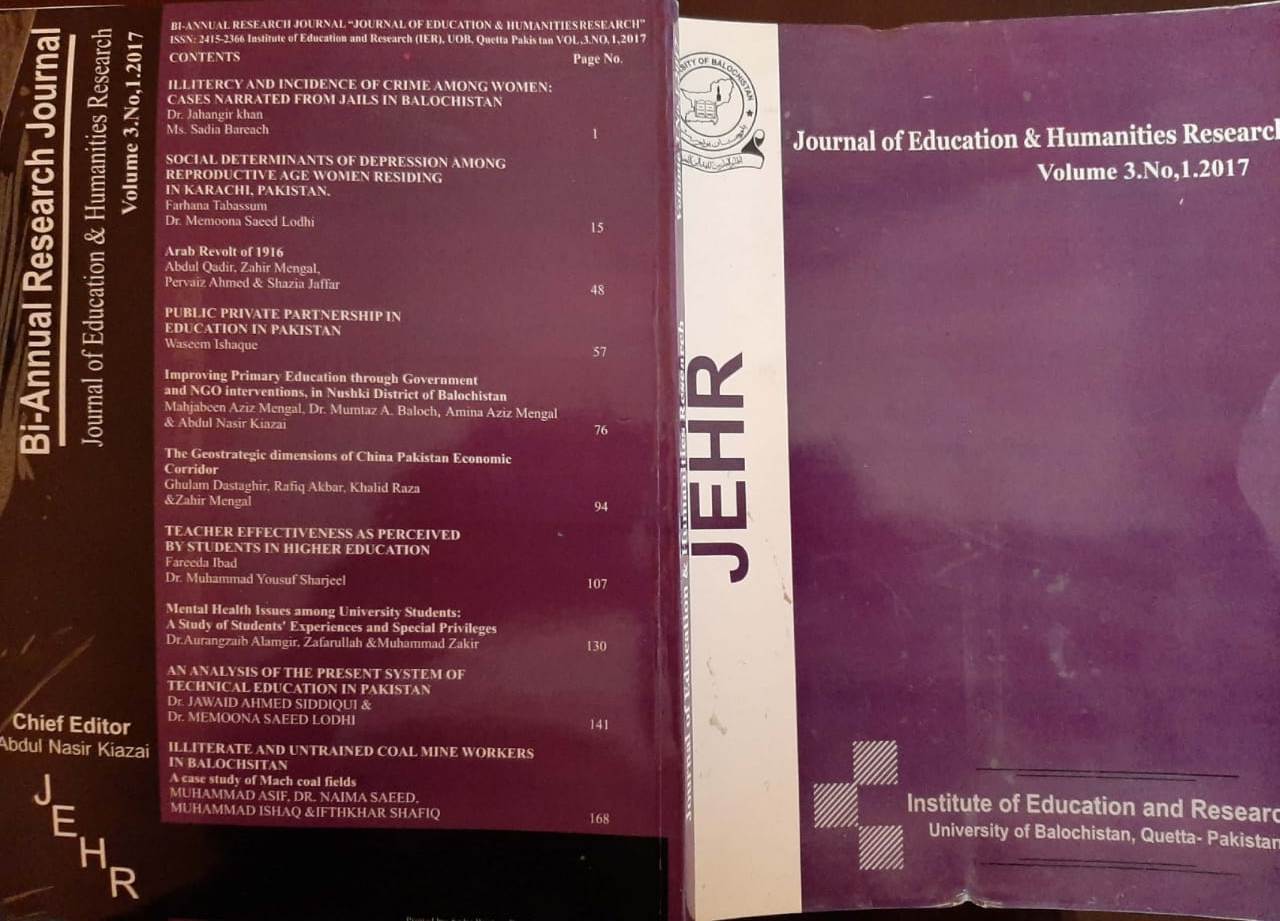 Bi-Annual Research Journal
Journal of Education & Humanities Research
Volume 3.No,1.2017
Chief Editor
Abdul Nasir Kiazai
JEHR
BI-ANNUAL RESEARCH JOURNAL "JOURNAL OF EDUCATION & HUMANITIES RESEARCH"
ISSN: 2415-2366 Institute of Education and Research (IER), UOB, Quetta Pakistan VOL.3.NO,1,2017
CONTENTS Page No.
ILLITERCY AND INCIDENCE OF CRIME AMONG WOMEN:
CASES NARRATED FROM JAILS IN BALOCHISTAN
Dr. Jahangir khan
Ms. Sadia Bareach 1
SOCIAL DETERMINANTS OF DEPRESSION AMONG
REPRODUCTIVE AGE WOMEN RESIDING
IN KARACHI, PAKISTAN.
Farhana Tabassum
Dr. Memoona Saeed Lodhi 15
Arab Revolt of 1916
Abdul Qadir, Zahir Mengal,
Pervaiz Ahmed & Shazia Jaffar 48
PUBLIC PRIVATE PARTNERSHIP IN
EDUCATION IN PAKISTAN
Waseem Ishaque 57
Improving Primary Education through Government
and NGO interventions, in Nushki District of Balochistan
Mahjabeen Aziz Mengal, Dr. Mumtaz A. Baloch, Amina Aziz Mengal
& Abdul Nasir Kiazai 76
The Geostrategic dimensions of China Pakistan Economic
Corridor
Ghulam Dastaghir, Rafiq Akbar, Khalid Raza
&Zahir Mengal 94
TEACHER EFFECTIVENESS AS PERCEIVED
BY STUDENTS IN HIGHER EDUCATION
Fareeda Ibad
Dr. Muhammad Yousuf Sharjeel 107
Mental Health Issues among University Students:
A Study of Students' Experiences and Special Privileges
Dr.Aurangzaib Alamgir, Zafarullah &Muhammad Zakir 130
AN ANALYSIS OF THE PRESENT SYSTEM OF
TECHNICAL EDUCATION IN PAKISTAN
Dr. JAWAID AHMED SIDDIQUI &
Dr. MEMOONA SAEED LODHI 141
ILLITERATE AND UNTRAINED COAL MINE WORKERS
IN BALOCHSITAN
A case study of Mach coal fields
MUHAMMAD ASIF, DR. NAIMA SAEED,
MUHAMMAD ISHAQ &IFTHKHAR SHAFIQ 168
Journal of Education & Humanities Research
JEHR
OF BALOCHISTAN
Journal of Education & Humanities Research
Volume 3.No,1.2017
Institute of Education and Researc
University of Balochistan, Quetta- Pakistan